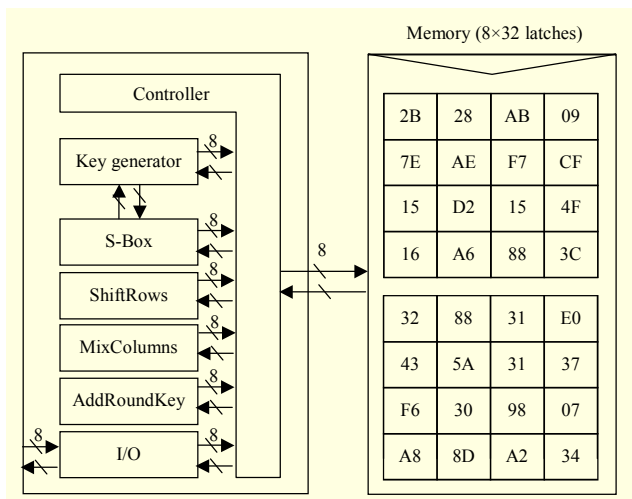 Memory (8×32 latches)
Controller
Key generator
8
S-Box
8
ShiftRows
8
MixColumns
8
AddRoundKey
8
8
I/O
8
8
2B 28 AB 09
7E AE F7 CF
15 D2 15 4F
16 A6 88 3C
32 88 31 E0
43 5A 31 37
F6 30 98 07
A8 8D A2 34